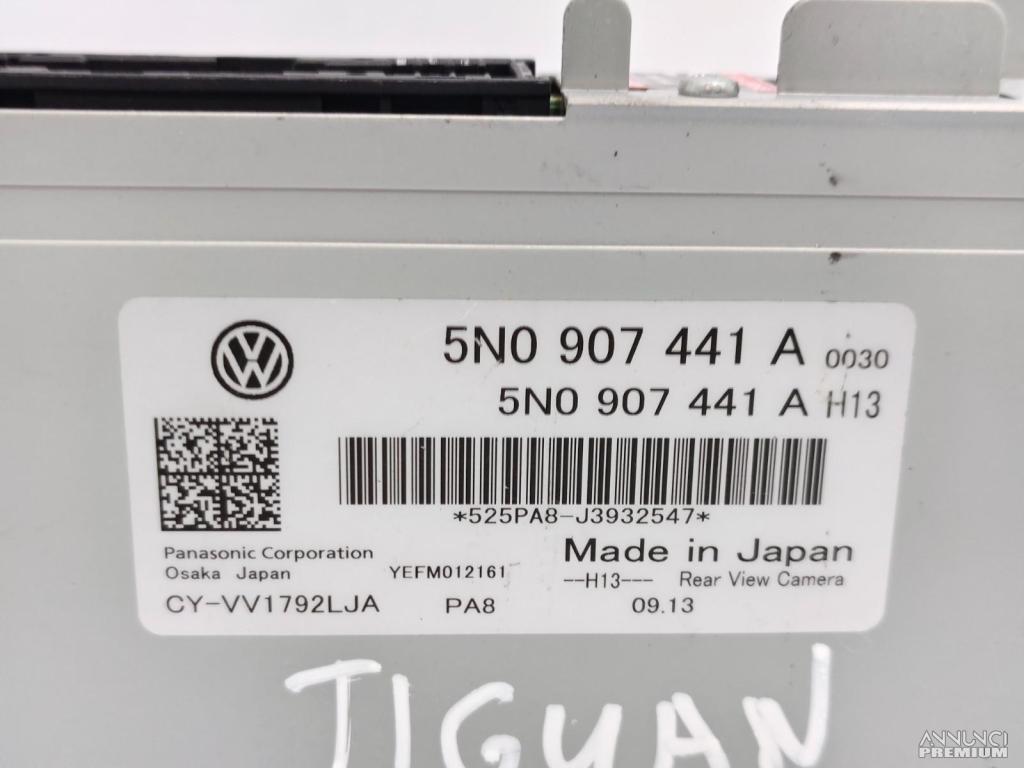 5N0 907 441 A 0030
5N0 907 441 A H13
*525PA8-J3932547*
Panasonic Corporation
Osaka Japan
YEFM012161
Made in Japan
--H13--- Rear View Camera
CY-VV1792LJA
PA8
09.13
TIGUAN
ANNUNCI
PREMIUM